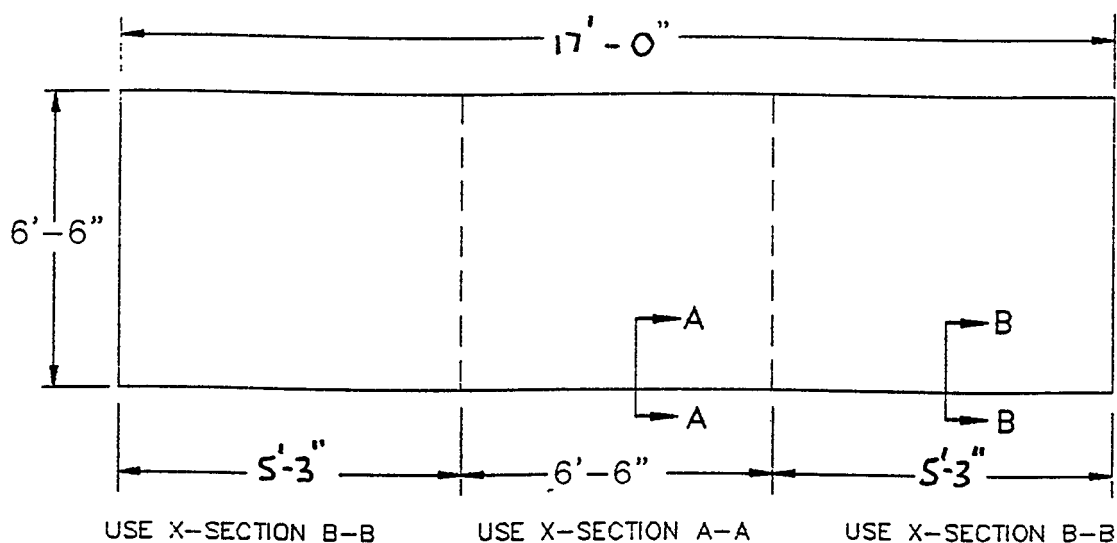 17'-0"
6'-6"
A
B
A
B
5'-3"
6'-6"
5'-3"
USE X-SECTION B-B
USE X-SECTION A-A
USE X-SECTION B-B